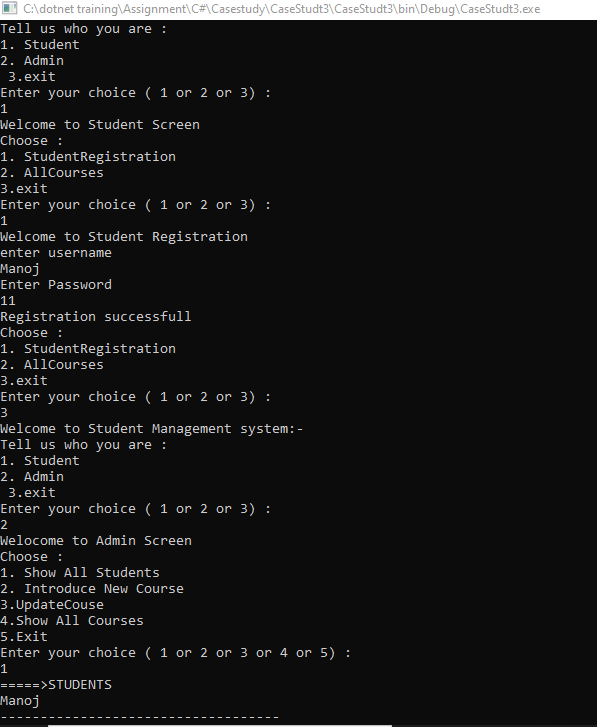 C:\dotnet training\Assignment\C#\Casestudy\CaseStudt3\CaseStudt3\bin\Debug\CaseStudt3.exe
Tell us who you are :
1. Student
2. Admin
 3.exit
Enter your choice ( 1 or 2 or 3) :
1
Welcome to Student Screen
Choose :
1. StudentRegistration
2. AllCourses
3.exit
Enter your choice ( 1 or 2 or 3) :
1
Welcome to Student Registration
enter username
Manoj
Enter Password
11
Registration successfull
Choose :
1. StudentRegistration
2. AllCourses
3.exit
Enter your choice ( 1 or 2 or 3) :
3
Welcome to Student Management system:-
Tell us who you are :
1. Student
2. Admin
 3.exit
Enter your choice ( 1 or 2 or 3) :
2
Welocome to Admin Screen
Choose :
1. Show All Students
2. Introduce New Course
3.UpdateCouse
4.Show All Courses
5.Exit
Enter your choice ( 1 or 2 or 3 or 4 or 5) :
1
=====>STUDENTS
Manoj
-----------------------------------